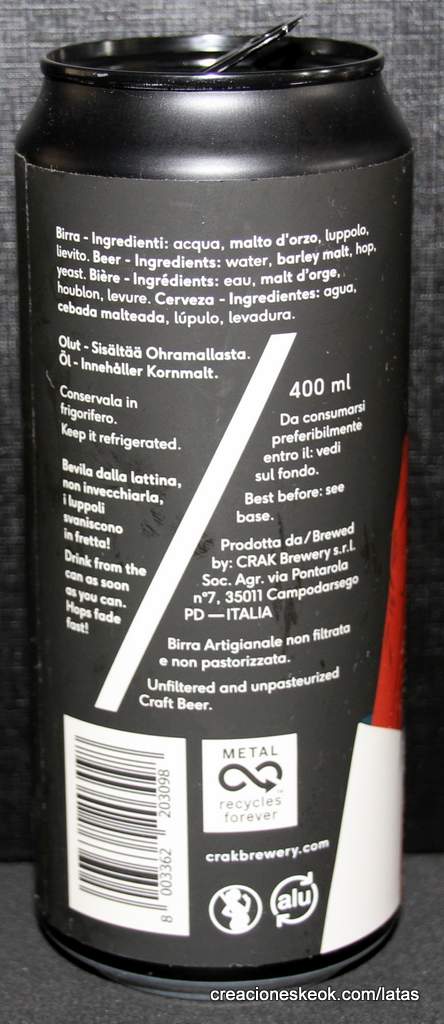 Birra - Ingredienti: acqua, malto d'orzo, luppolo,
lievito. Beer - Ingredients: water, barley malt, hop,
yeast. Bière - Ingrédients: eau, malt d'orge,
houblon, levure. Cerveza - Ingredientes: agua,
cebada malteada, lúpulo, levadura.
Olut - Sisältää Ohramallasta.
Öl - Innehåller Kornmalt.
Conservala in
frigorifero.
Keep it refrigerated.
Bevila dalla lattina,
non invecchiarla,
i luppoli
svaniscono
in fretta!
Drink from the
can as soon
as you can.
Hops fade
fast!
400 ml
Da consumarsi
preferibilmente
entro il: vedi
sul fondo.
Best before: see
base.
Prodotta da/Brewed
by: CRAK Brewery s.r.l.
Soc. Agr. via Pontarola
n°7, 35011 Campodarsego
PD — ITALIA
Birra Artigianale non filtrata
e non pastorizzata.
Unfiltered and unpasteurized
Craft Beer.
8 003362 203098
METAL
recycles
forever
TM
crakbrewery.com
alu
creacioneskeok.com/latas